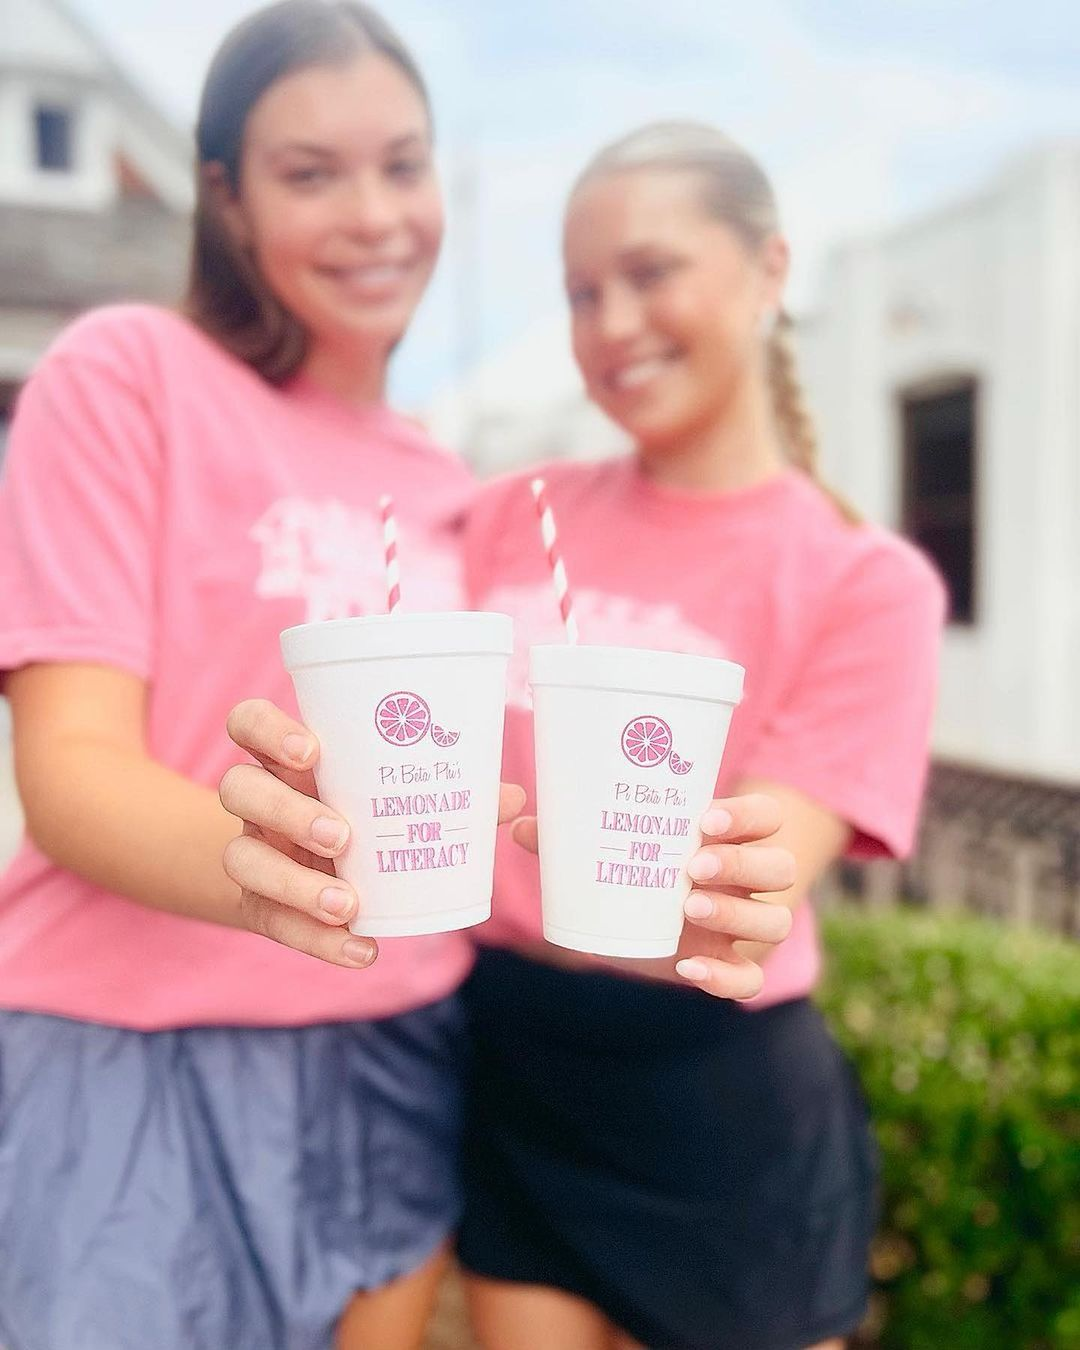 Pi Beta Phi's
LEMONADE
FOR
LITERACY
Pi Beta Phi's
LEMONADE
FOR
LITERACY